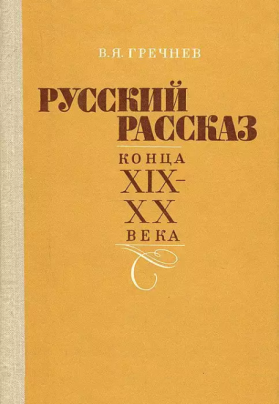 В.Я. ГРЕЧНЕВ
РУССКИЙ
РАССКАЗ
КОНЦА
XIX-
XX
ВЕКА